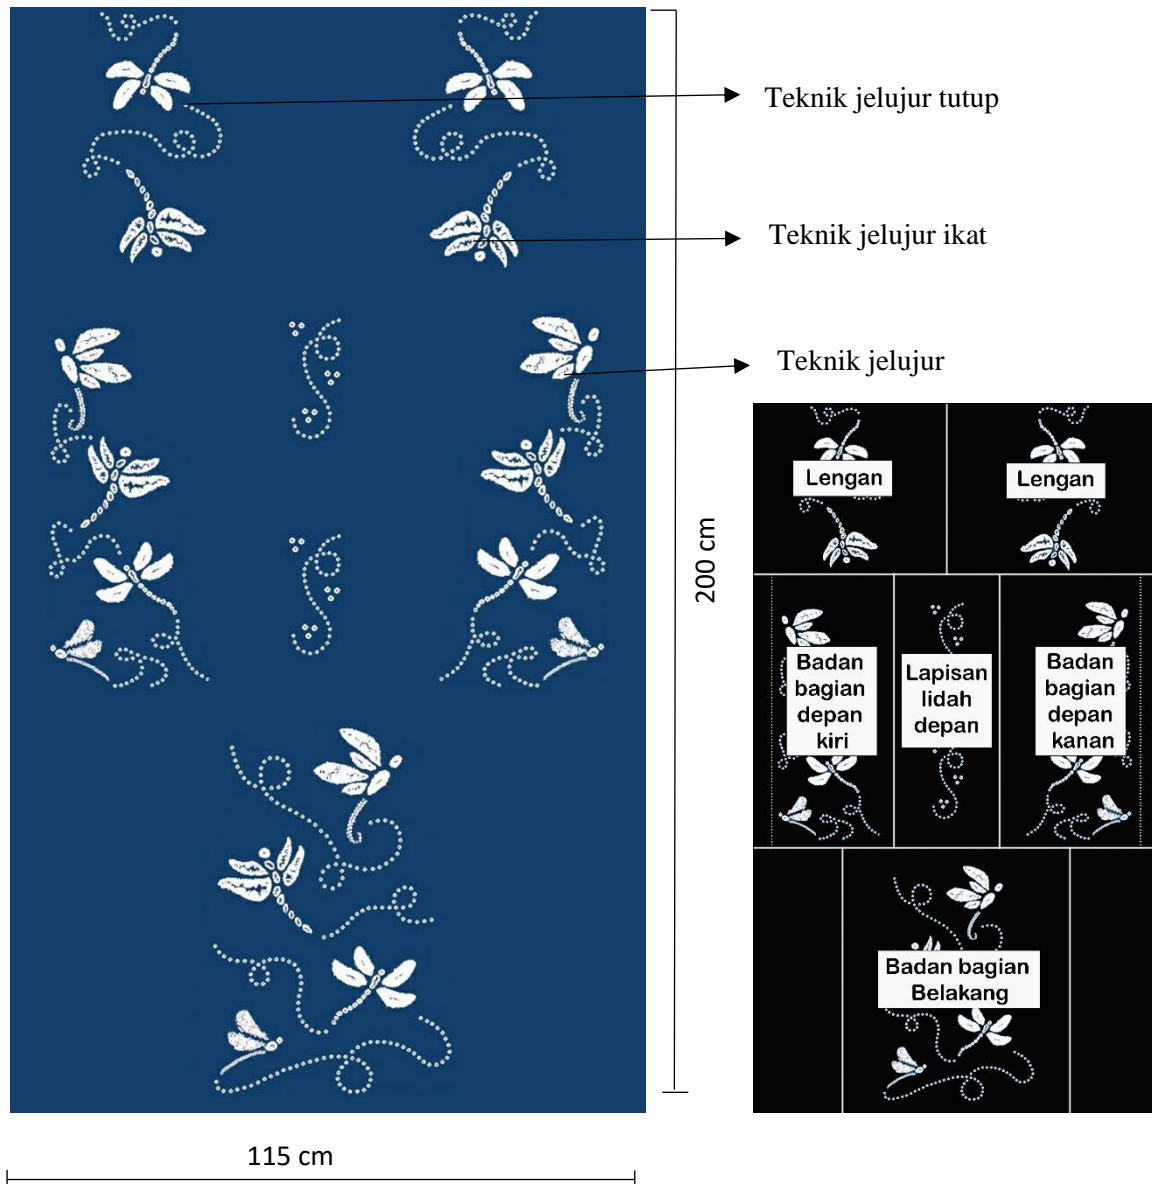 Teknik jelujur tutup
Teknik jelujur ikat
Teknik jelujur
200 cm
115 cm
Lengan
Lengan
Badan
bagian
depan
kiri
Lapisan
lidah
depan
Badan
bagian
depan
kanan
Badan bagian
Belakang